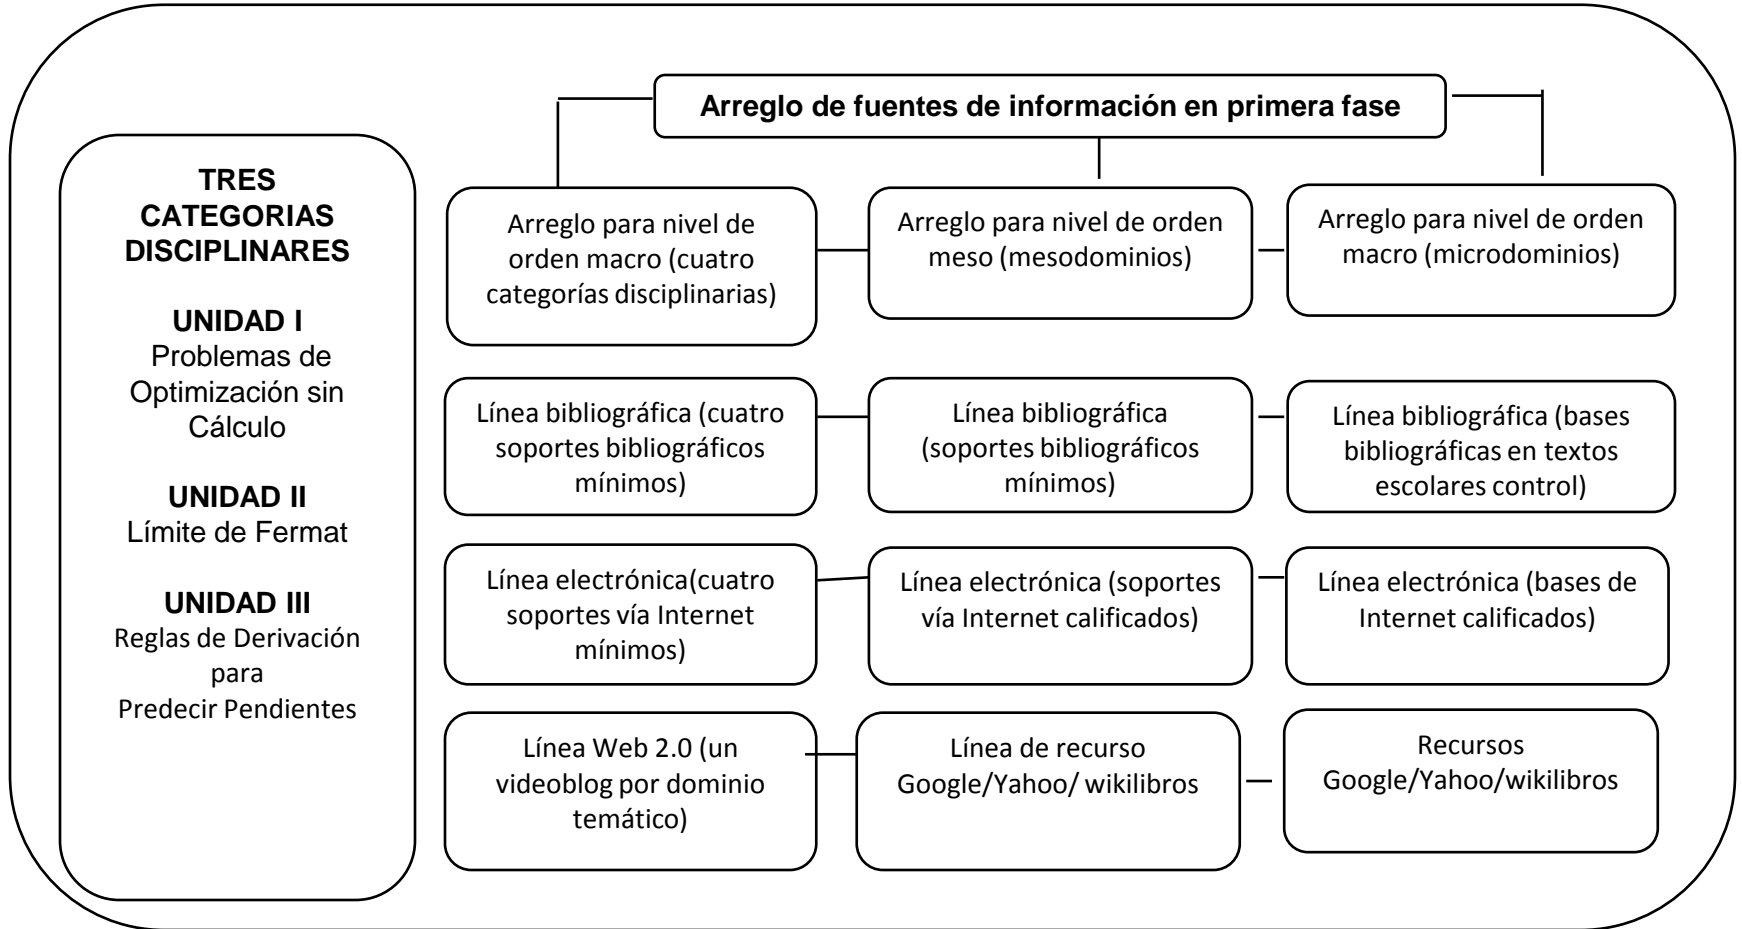 Arreglo de fuentes de información en primera fase
TRES
CATEGORIAS
DISCIPLINARES
UNIDAD I
Problemas de
Optimización sin
Cálculo
UNIDAD II
Límite de Fermat
UNIDAD III
Reglas de Derivación
para
Predecir Pendientes
Arreglo para nivel de
orden macro (cuatro
categorías disciplinarias)
Arreglo para nivel de orden
meso (mesodominios)
Arreglo para nivel de orden
macro (microdominios)
Línea bibliográfica (cuatro
soportes bibliográficos
mínimos)
Línea bibliográfica
(soportes bibliográficos
mínimos)
Línea bibliográfica (bases
bibliográficas en textos
escolares control)
Línea electrónica(cuatro
soportes vía Internet
mínimos)
Línea electrónica (soportes
vía Internet calificados)
Línea electrónica (bases de
Internet calificados)
Línea Web 2.0 (un
videoblog por dominio
temático)
Línea de recurso
Google/Yahoo/ wikilibros
Recursos
Google/Yahoo/wikilibros